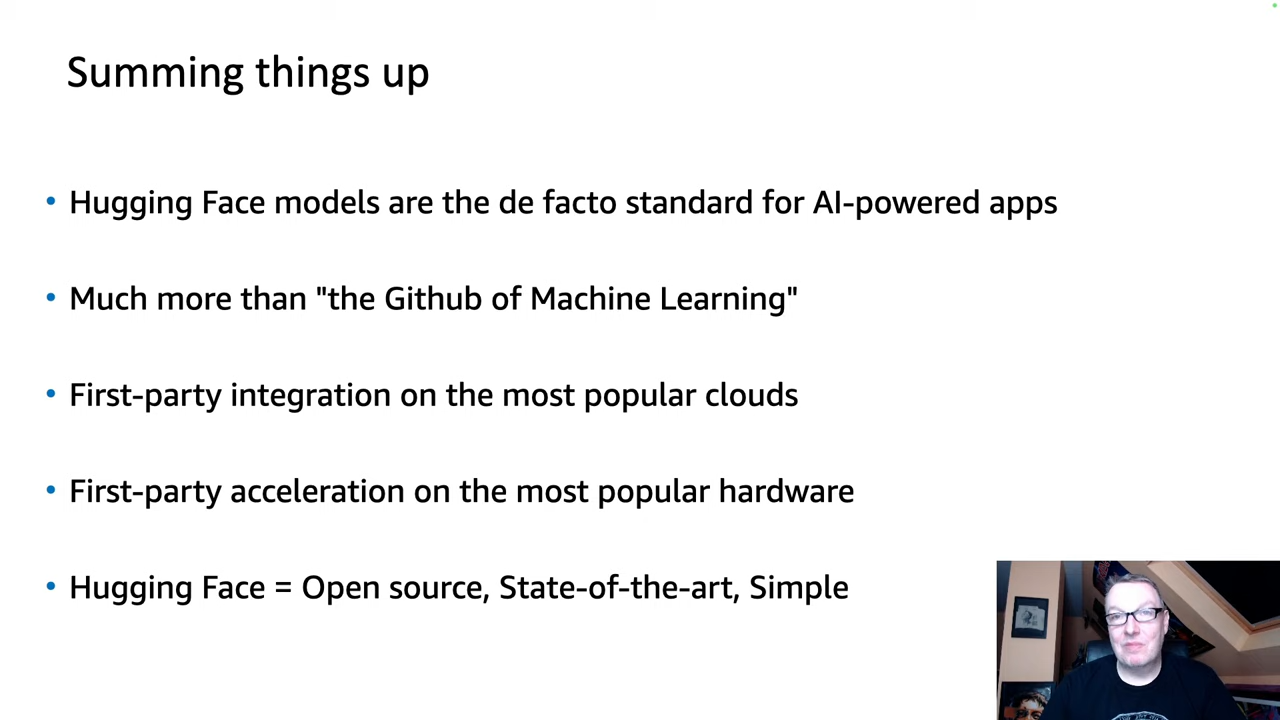 Summing things up
• Hugging Face models are the de facto standard for AI-powered apps
• Much more than "the Github of Machine Learning"
• First-party integration on the most popular clouds
• First-party acceleration on the most popular hardware
• Hugging Face = Open source, State-of-the-art, Simple